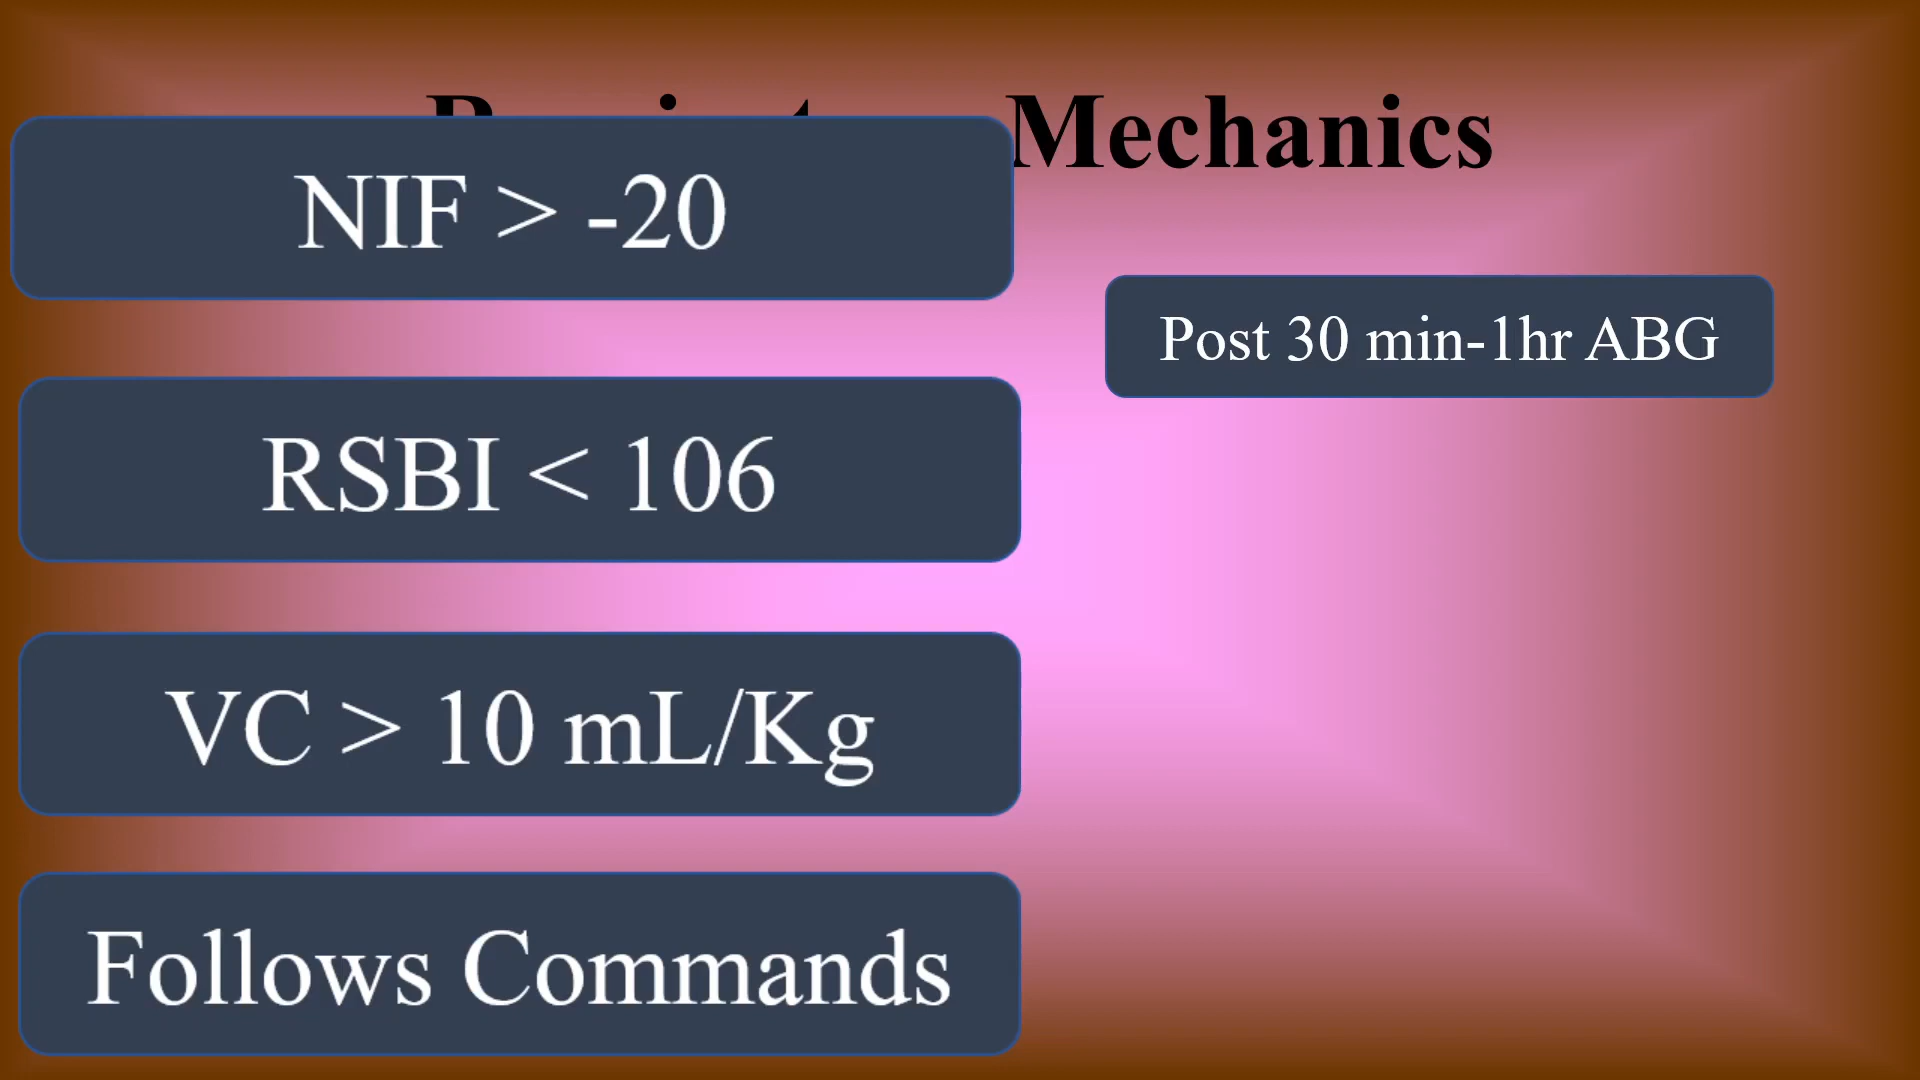 Mechanics
NIF > -20
Post 30 min-1hr ABG
RSBI < 106
VC > 10 mL/Kg
Follows Commands